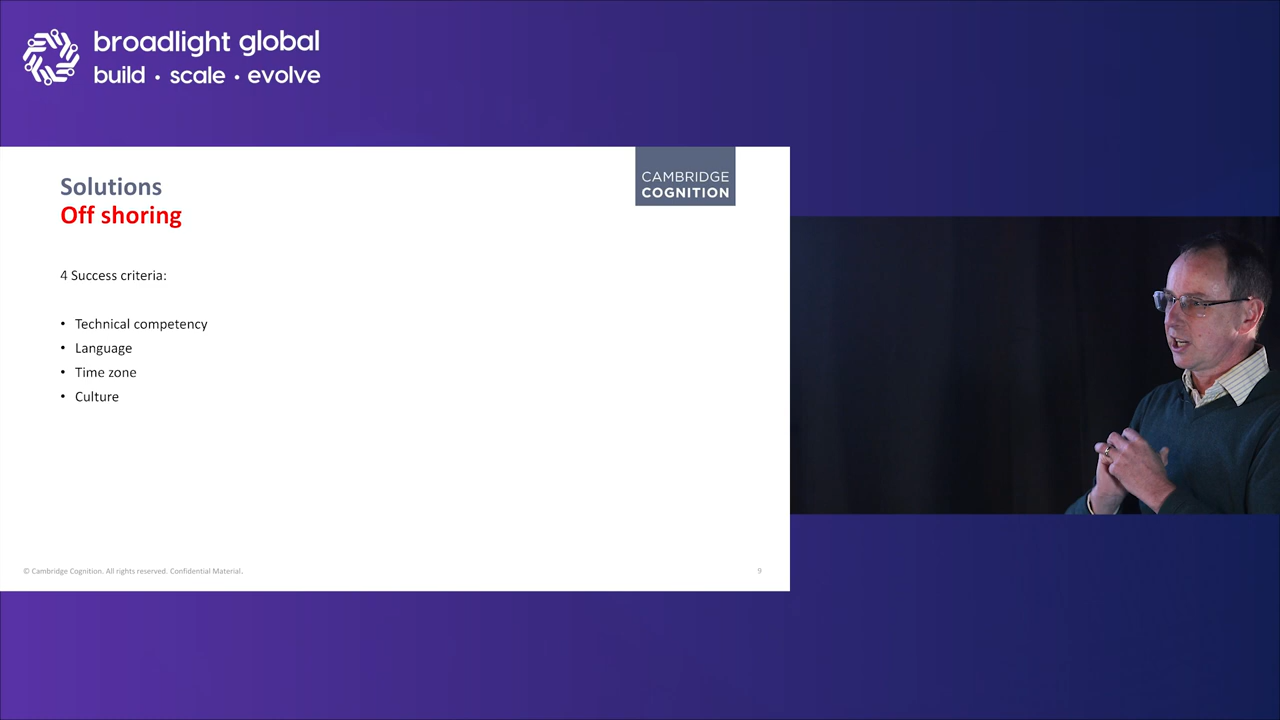 broadlight global
build • scale • evolve
CAMBRIDGE
COGNITION
Solutions
Off shoring
4 Success criteria:
• Technical competency
• Language
• Time zone
• Culture
© Cambridge Cognition. All rights reserved. Confidential Material.
9